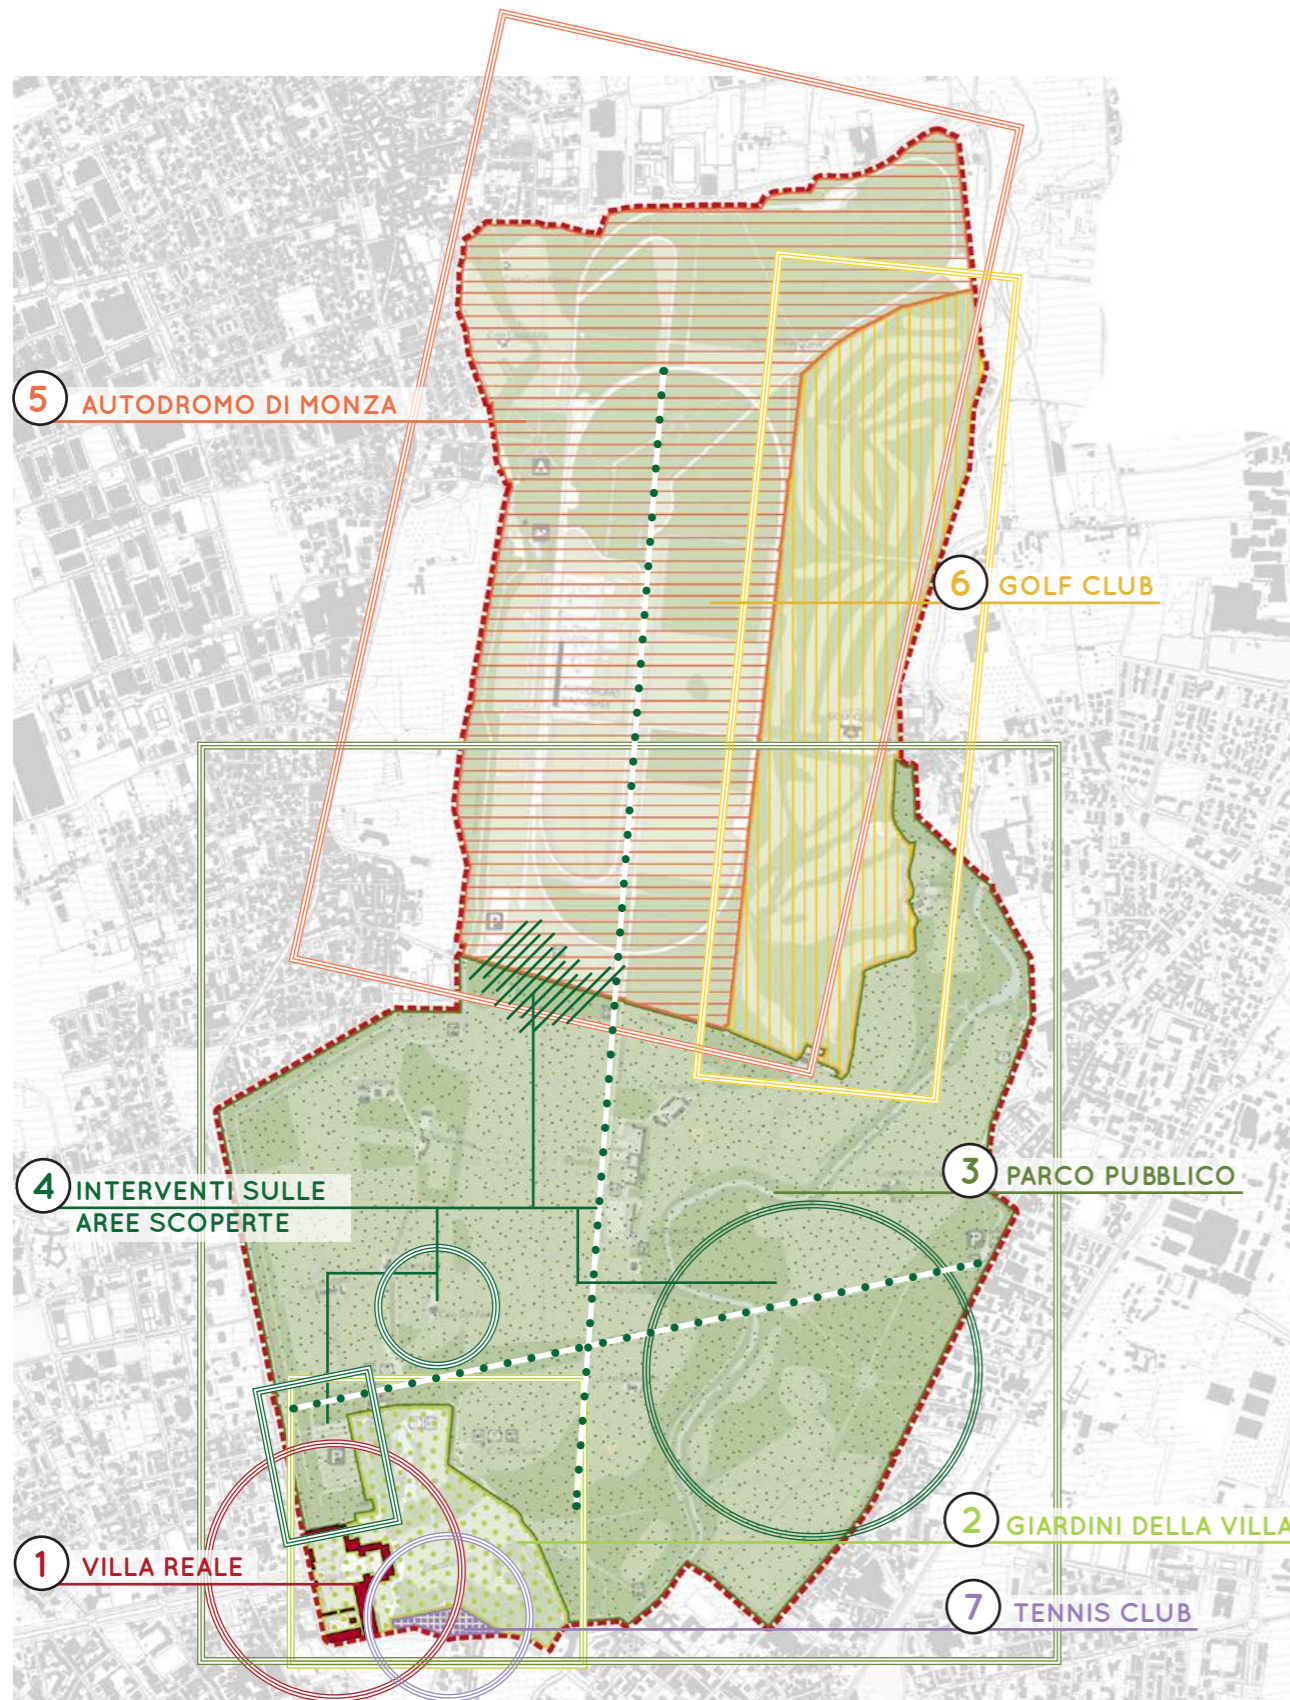 5 AUTODROMO DI MONZA
6 GOLF CLUB
P
3 PARCO PUBBLICO
4 INTERVENTI SULLE
AREE SCOPERTE
P
P
2 GIARDINI DELLA VILLA
1 VILLA REALE
7 TENNIS CLUB